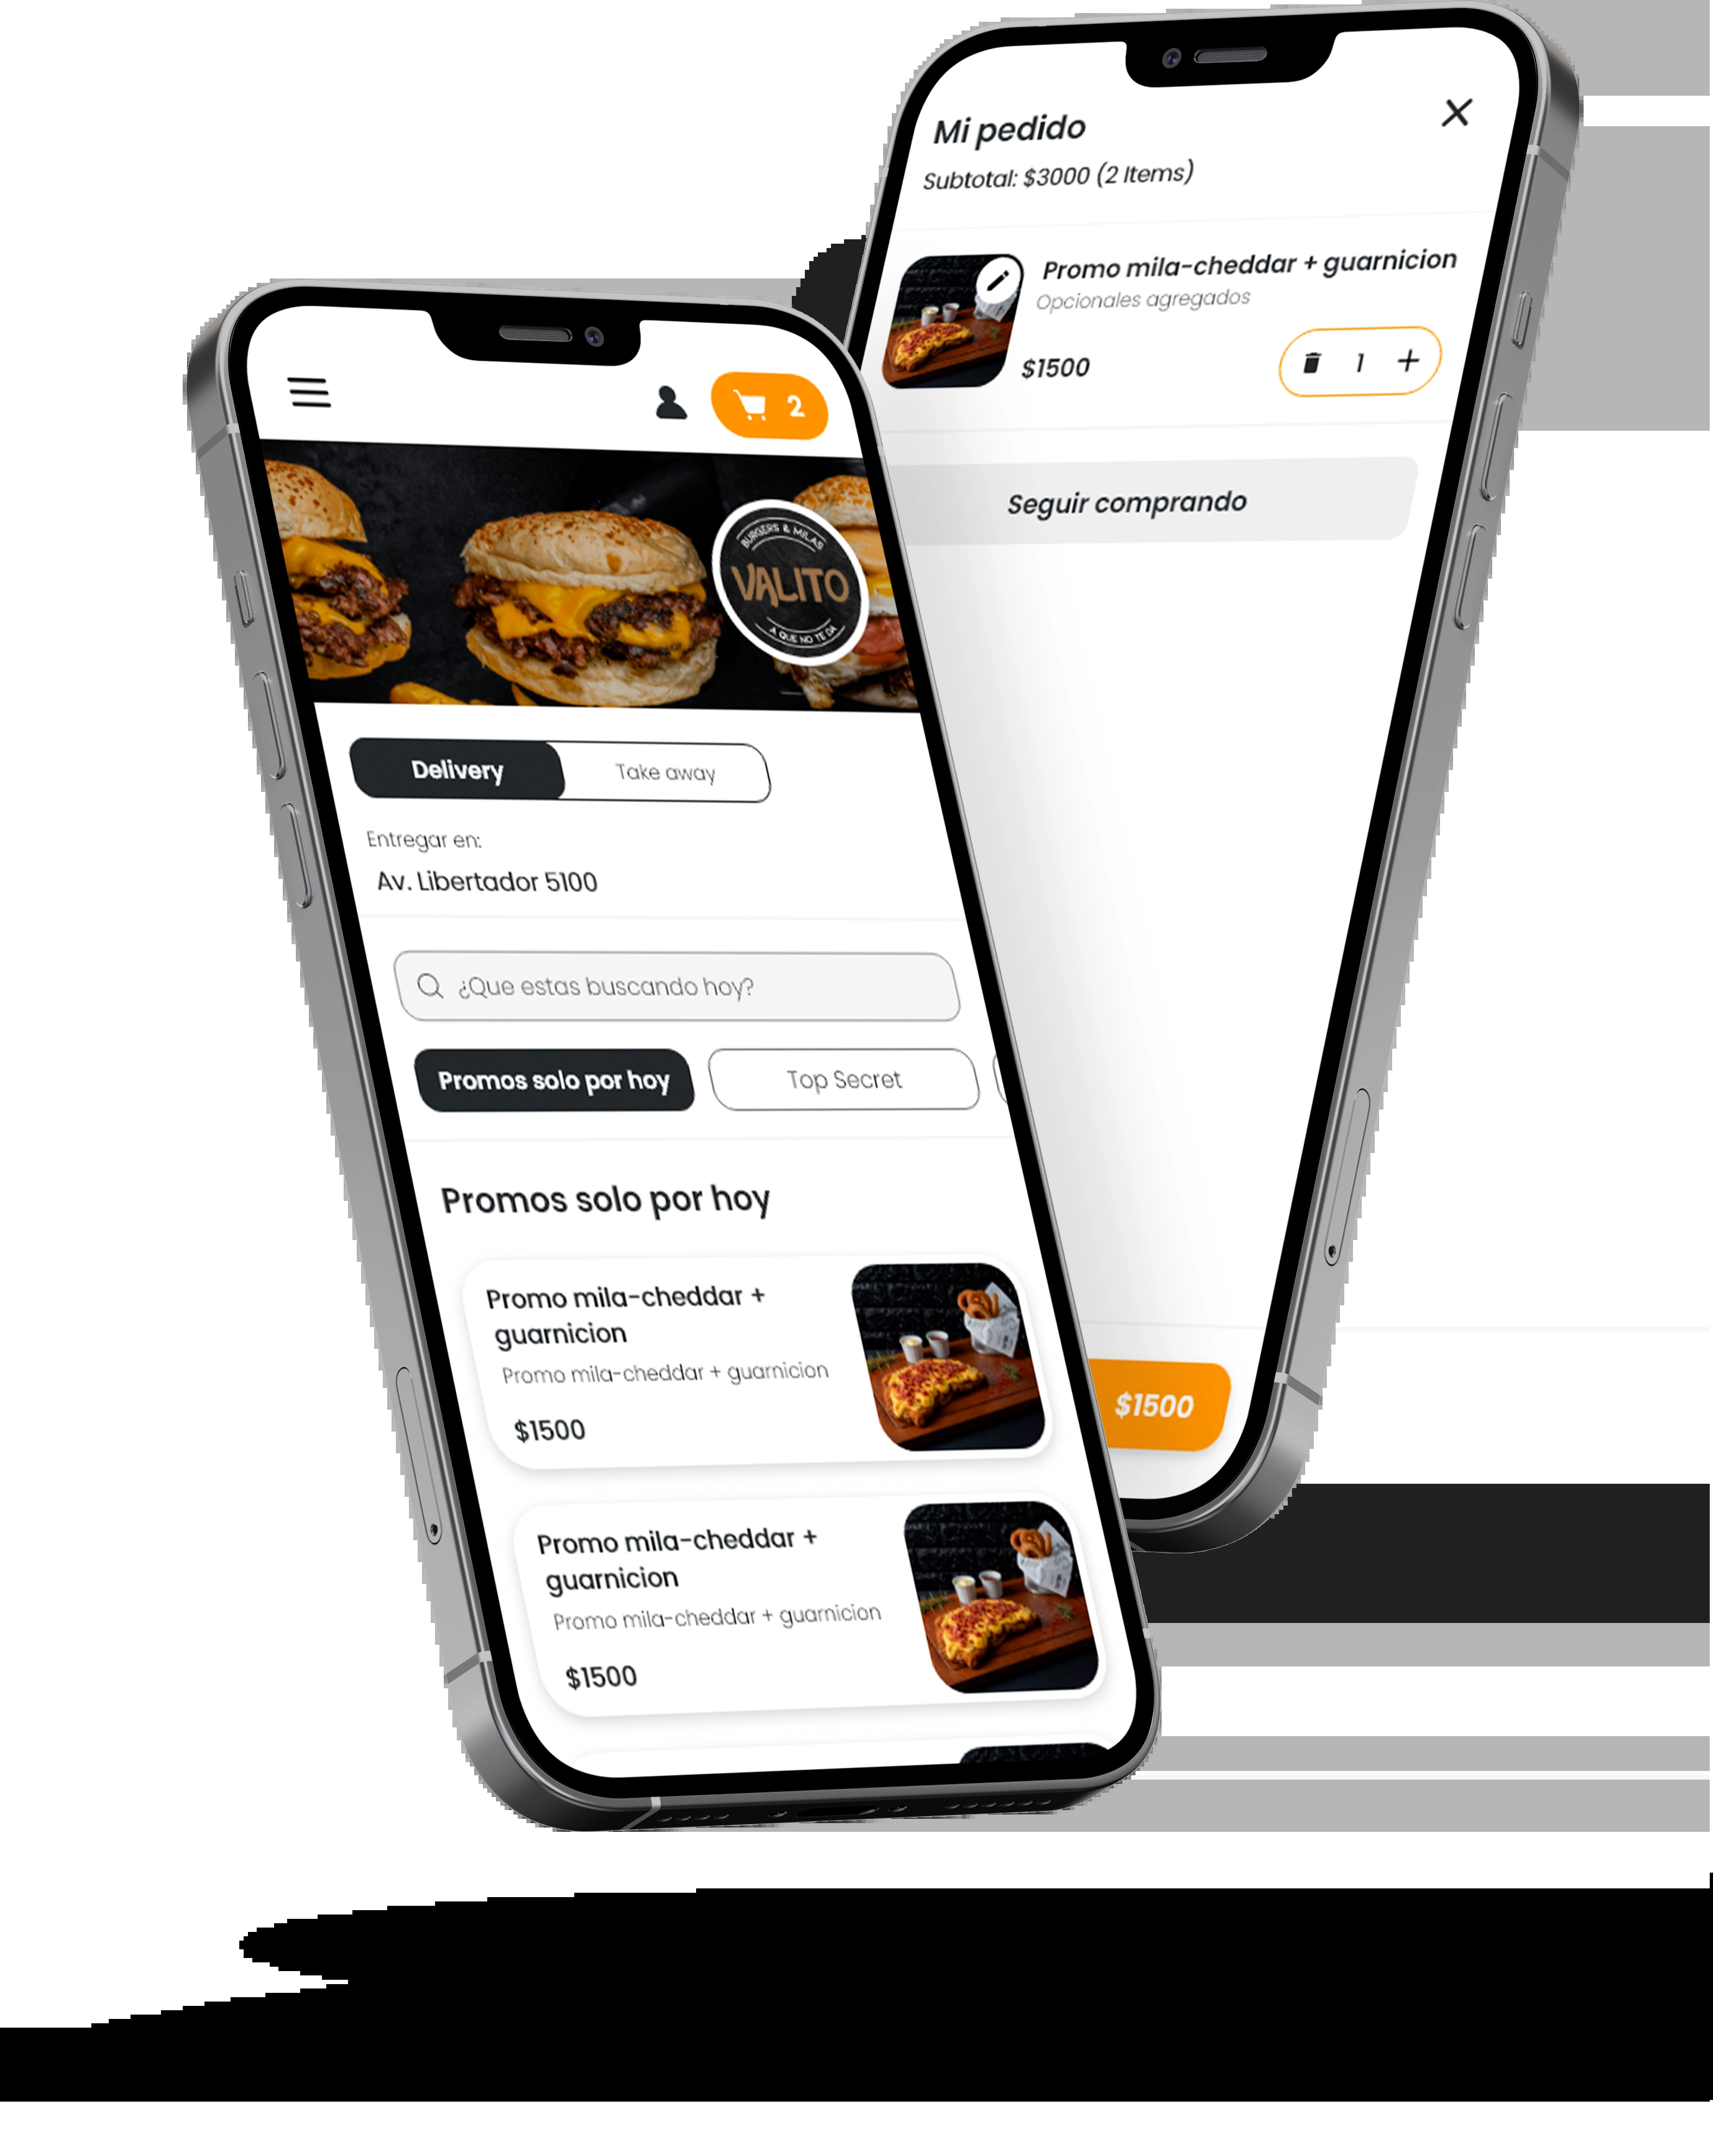 Mi pedido
Subtotal: $3000 (2 Items)
Promo mila-cheddar + guarnicion
Opcionales agregados
$1500
1
Seguir comprando
$1500
2
BURGERS & MILAS
VALITO
A QUE NO TE DA
Delivery
Take away
Entregar en:
Av. Libertador 5100
¿Que estas buscando hoy?
Promos solo por hoy
Top Secret
Promos solo por hoy
Promo mila-cheddar +
guarnicion
Promo mila-cheddar + guarnicion
$1500
Promo mila-cheddar +
guarnicion
Promo mila-cheddar + guarnicion
$1500